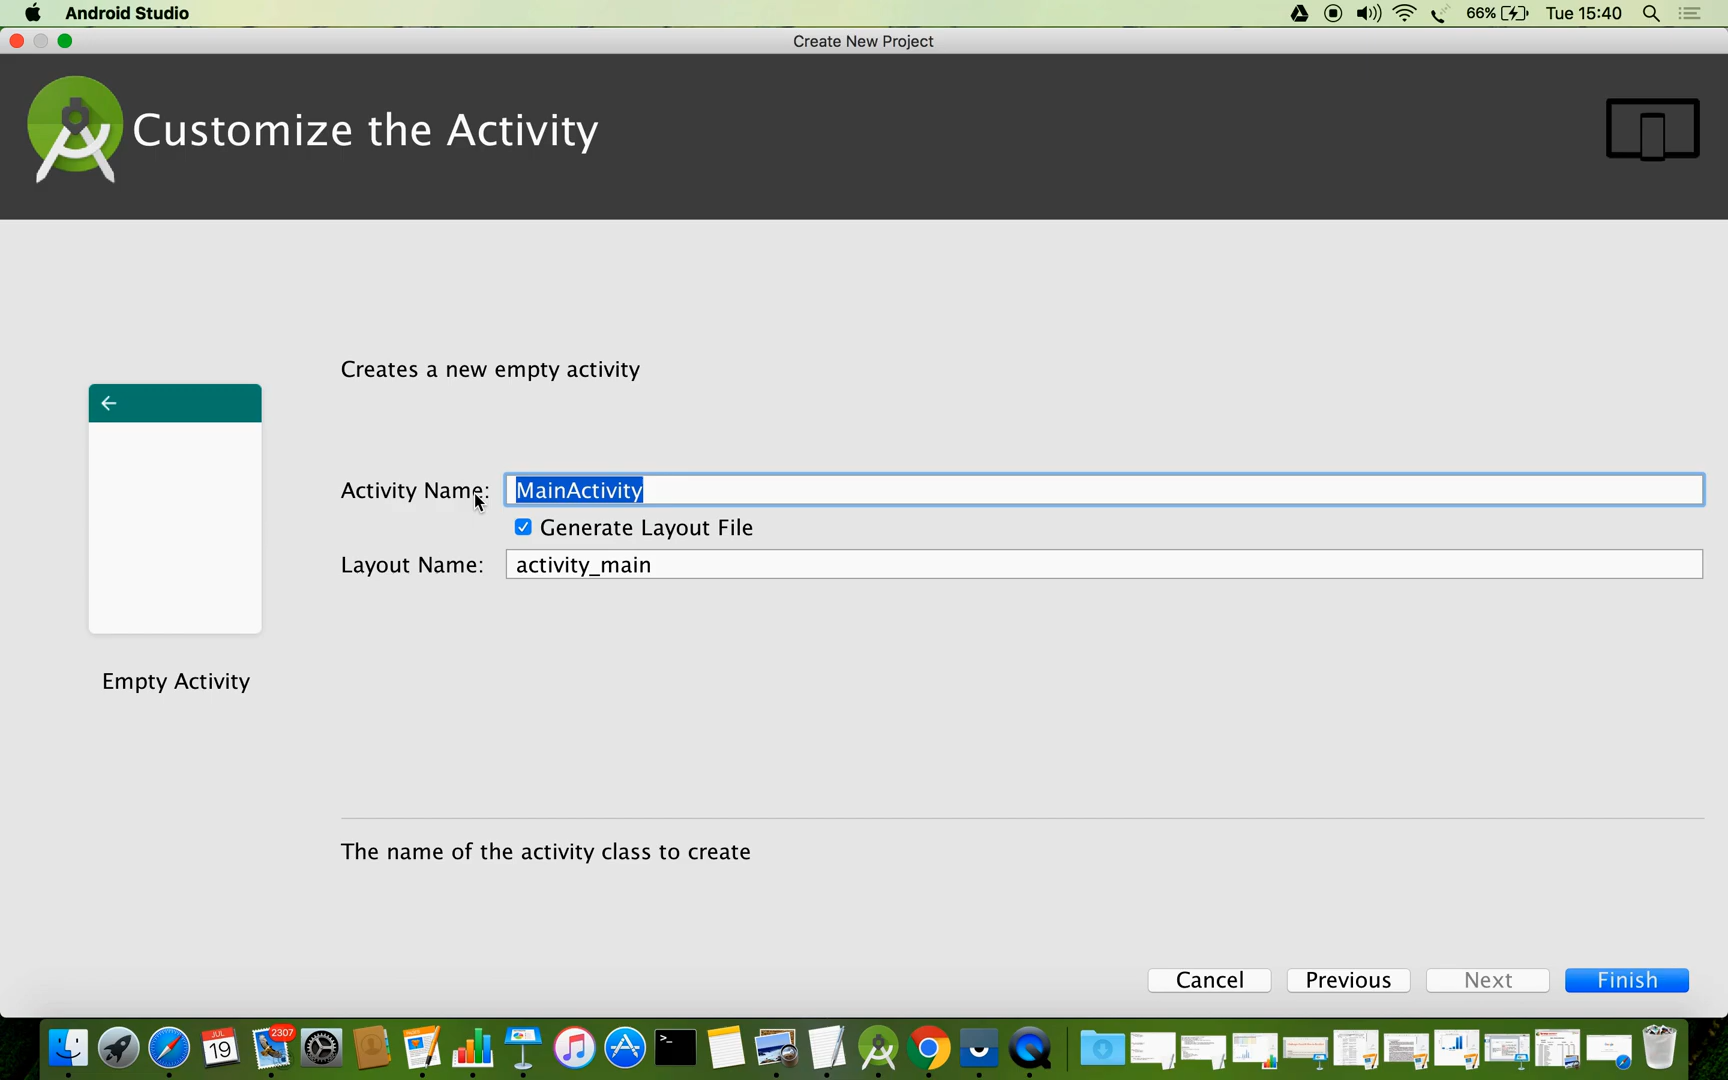 Android Studio
66%
Tue 15:40
Create New Project
Customize the Activity
Creates a new empty activity
Activity Name:
MainActivity
Generate Layout File
Layout Name:
activity_main
Empty Activity
The name of the activity class to create
Cancel
Previous
Next
Finish
JUL
19
2307